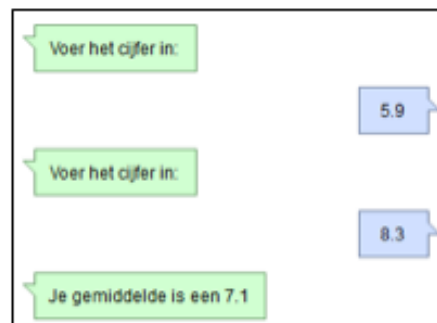 Voer het cijfer in:
5.9
Voer het cijfer in:
8.3
Je gemiddelde is een 7.1